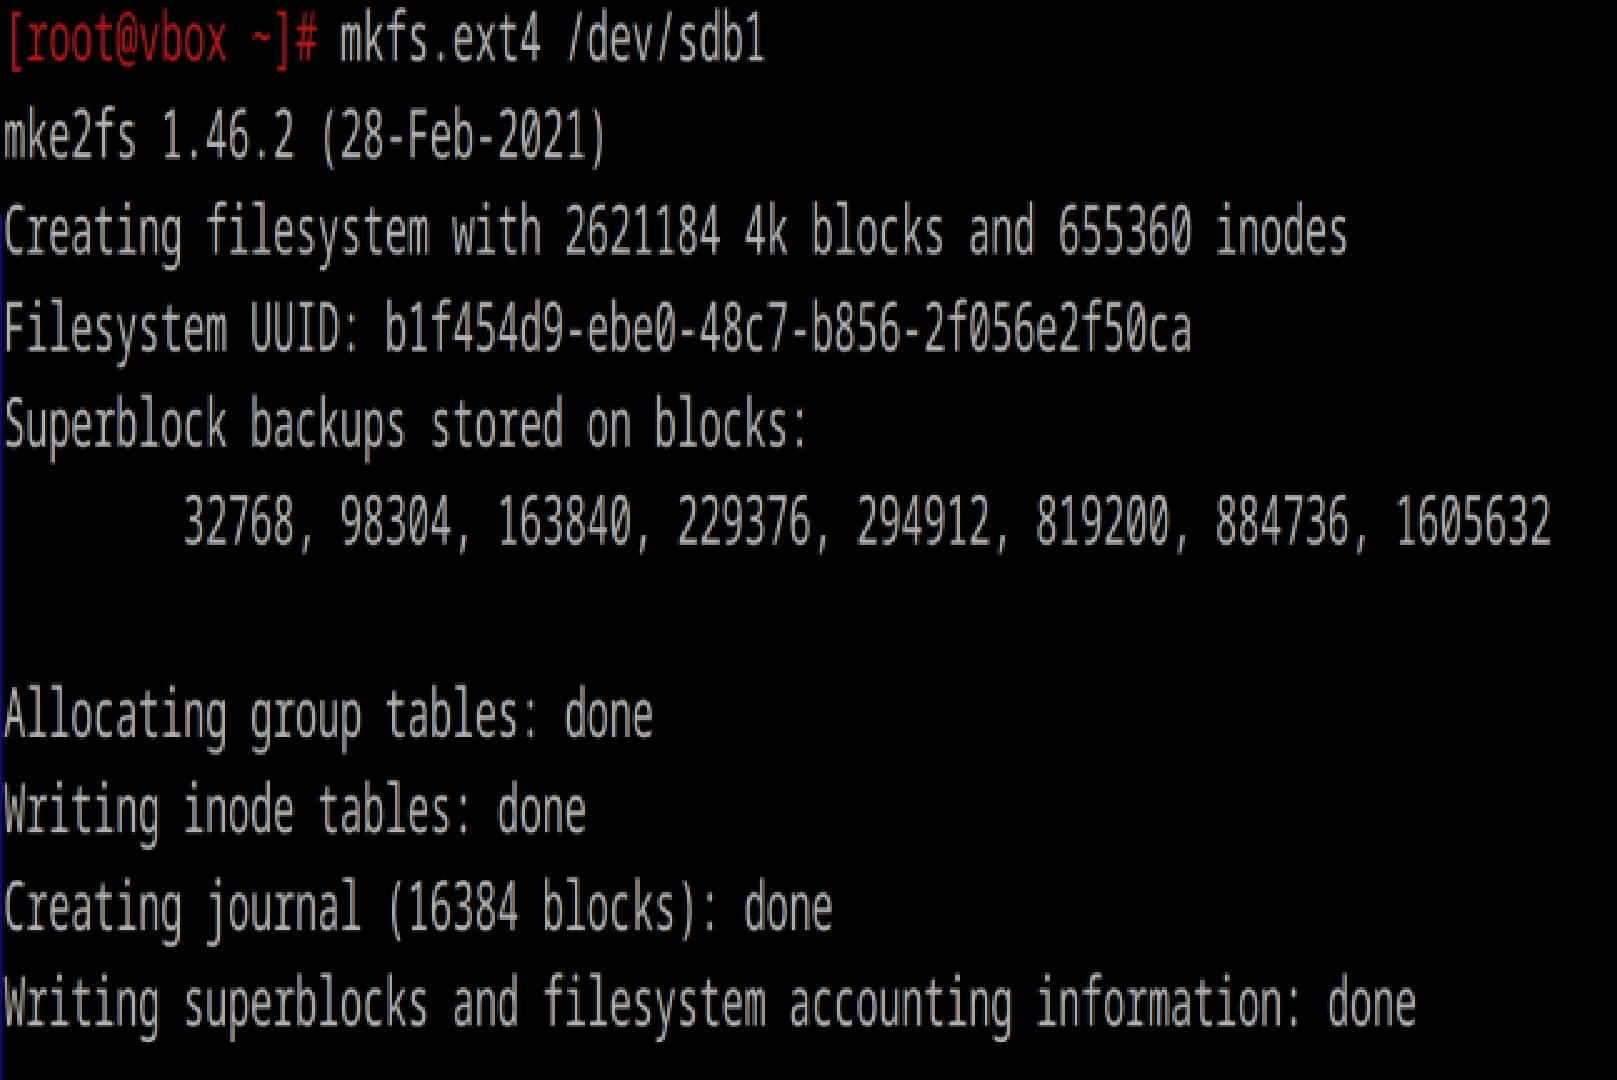 [root@vbox ~]# mkfs.ext4 /dev/sdb1
mke2fs 1.46.2 (28-Feb-2021)
Creating filesystem with 2621184 4k blocks and 655360 inodes
Filesystem UUID: b1f454d9-ebe0-48c7-b856-2f056e2f50ca
Superblock backups stored on blocks:
32768, 98304, 163840, 229376, 294912, 819200, 884736, 1605632
Allocating group tables: done
Writing inode tables: done
Creating journal (16384 blocks): done
Writing superblocks and filesystem accounting information: done